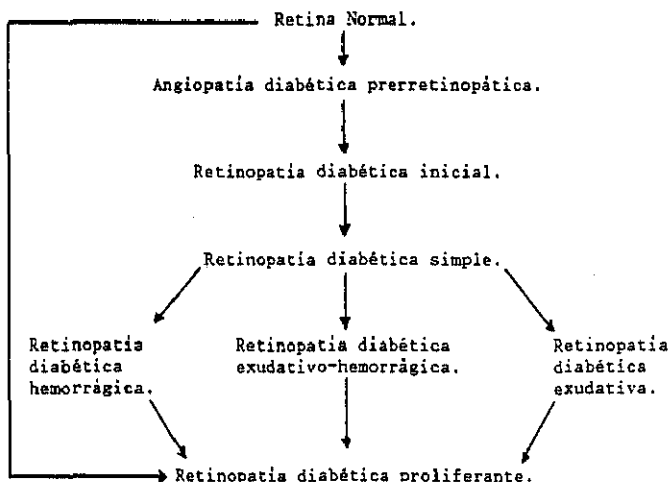 Retina Normal.
Angiopatía diabética prerretinopática.
Retinopatía diabética inicial.
Retinopatía diabética simple.
Retinopatía
diabética
hemorrágica.
Retinopatía diabética
exudativo-hemorrágica.
Retinopatía
diabética
exudativa.
Retinopatía diabética proliferante.